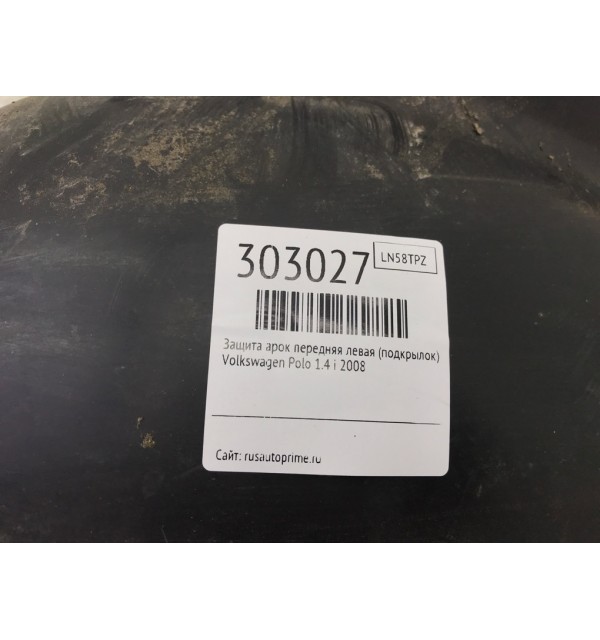 303027
LN58TPZ
Защита арок передняя левая (подкрылок)
Volkswagen Polo 1.4 i 2008
Сайт: rusautoprime.ru